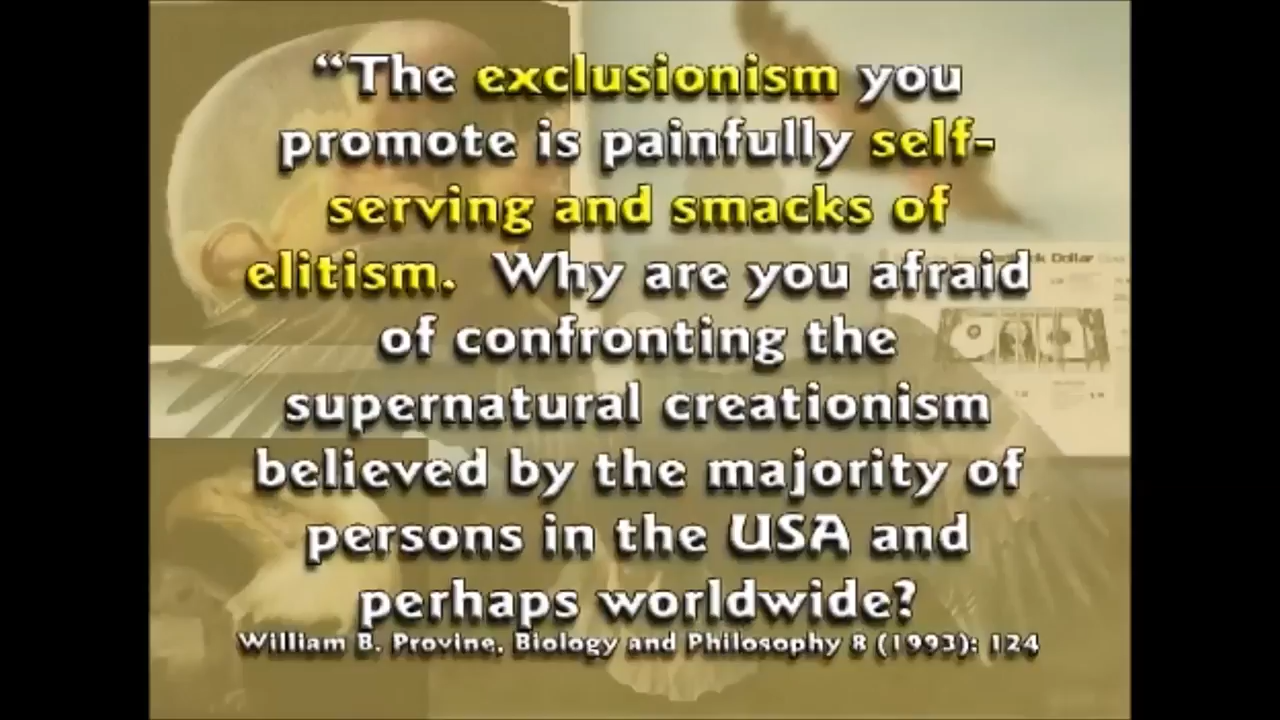 “The exclusionism you
promote is painfully self-
serving and smacks of
elitism. Why are you afraid
of confronting the
supernatural creationism
believed by the majority of
persons in the USA and
perhaps worldwide?
William B. Provine, Biology and Philosophy 8 (1993): 124
Dollar